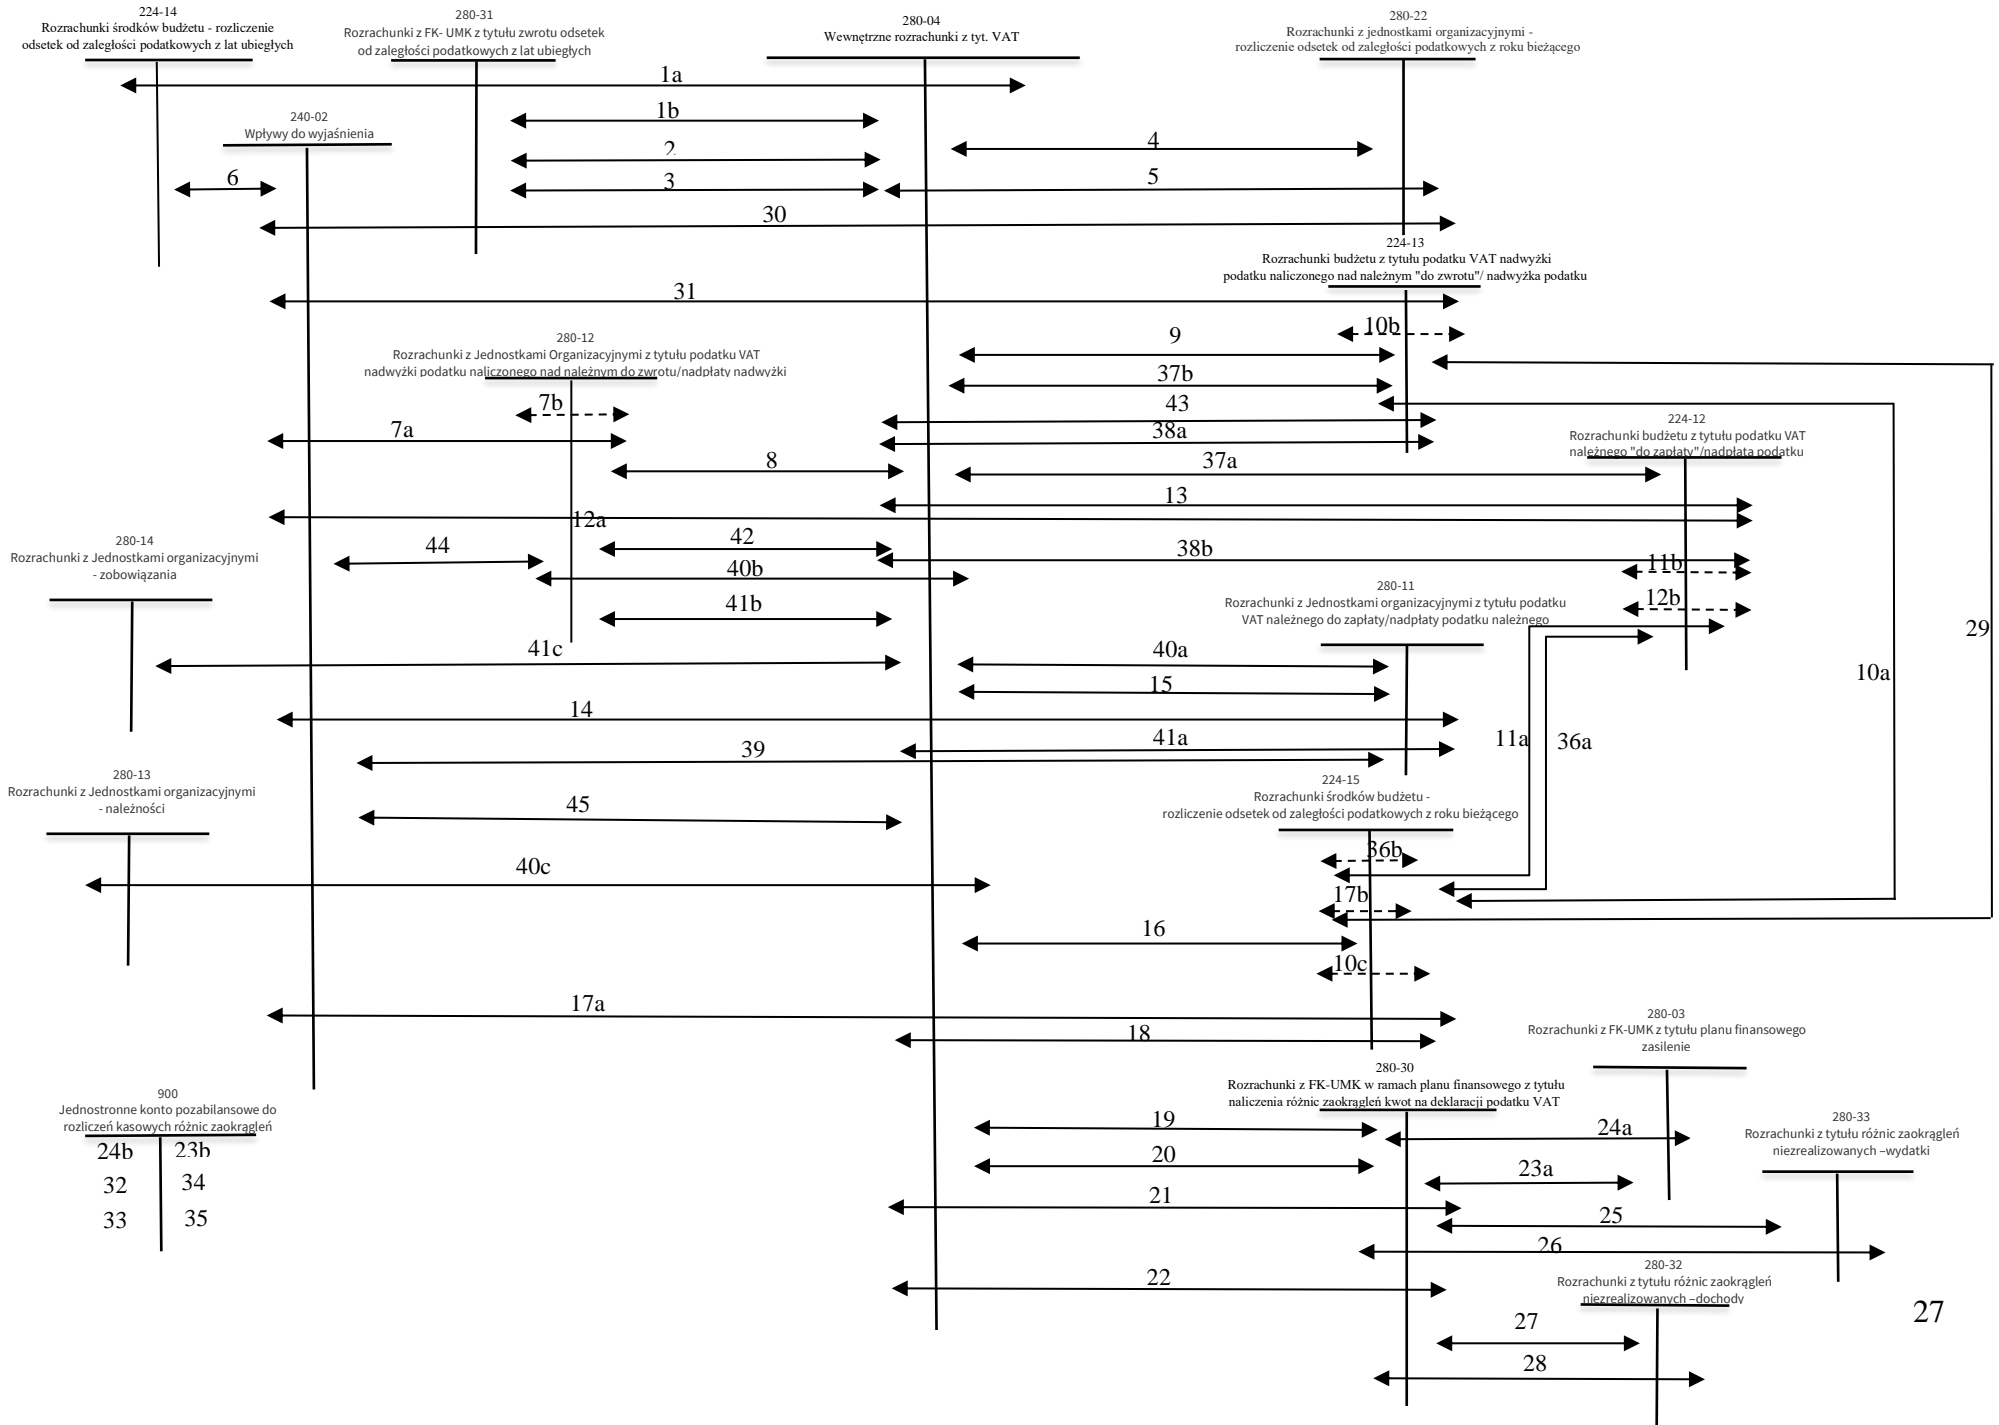 224-14
Rozrachunki środków budżetu - rozliczenie
odsetek od zaległości podatkowych z lat ubiegłych
280-31
Rozrachunki z FK- UMK z tytułu zwrotu odsetek
od zaległości podatkowych z lat ubiegłych
280-04
Wewnętrzne rozrachunki z tyt. VAT
280-22
Rozrachunki z jednostkami organizacyjnymi -
rozliczenie odsetek od zaległości podatkowych z roku bieżącego
1a
1b
240-02
Wpływy do wyjaśnienia
2
4
6
3
5
30
224-13
Rozrachunki budżetu z tytułu podatku VAT nadwyżki
podatku naliczonego nad należnym "do zwrotu"/ nadwyżka podatku
31
10b
9
280-12
Rozrachunki z Jednostkami Organizacyjnymi z tytułu podatku VAT
nadwyżki podatku naliczonego nad należnym do zwrotu/nadpłaty nadwyżki
37b
7b
43
7a
38a
224-12
Rozrachunki budżetu z tytułu podatku VAT
należnego "do zapłaty"/nadpłata podatku
8
37a
13
12a
280-14
Rozrachunki z Jednostkami organizacyjnymi
- zobowiązania
44
42
38b
40b
11b
280-11
Rozrachunki z Jednostkami organizacyjnymi z tytułu podatku
VAT należnego do zapłaty/nadpłaty podatku należnego
41b
12b
29
41c
40a
10a
15
14
39
41a
11a
36a
280-13
Rozrachunki z Jednostkami organizacyjnymi
- należności
224-15
Rozrachunki środków budżetu -
rozliczenie odsetek od zaległości podatkowych z roku bieżącego
45
36b
40c
17b
16
10c
17a
18
280-03
Rozrachunki z FK-UMK z tytułu planu finansowego
zasilenie
280-30
Rozrachunki z FK-UMK w ramach planu finansowego z tytułu
naliczenia różnic zaokrągleń kwot na deklaracji podatku VAT
900
Jednostronne konto pozabilansowe do
rozliczeń kasowych różnic zaokrągleń
24b 23b
32 34
33 35
19
24a
280-33
Rozrachunki z tytułu różnic zaokrągleń
niezrealizowanych –wydatki
20
23a
21
25
26
280-32
Rozrachunki z tytułu różnic zaokrągleń
niezrealizowanych –dochody
22
27
27
28